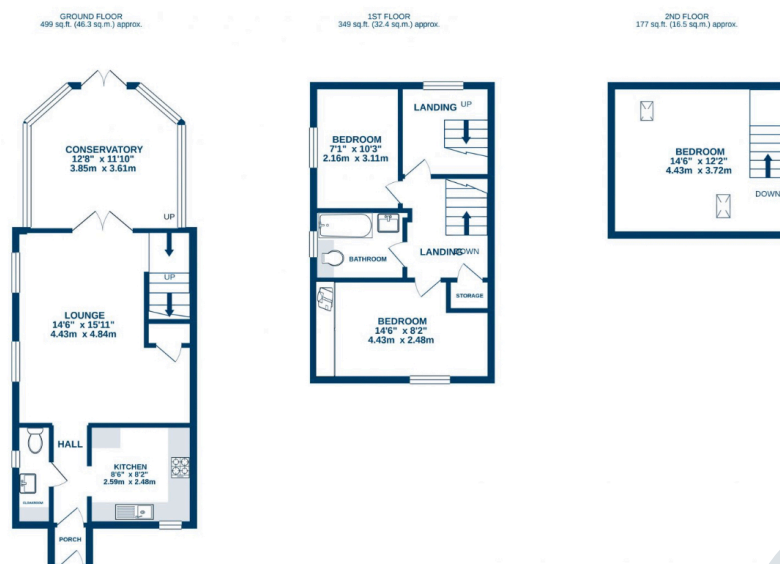 GROUND FLOOR
499 sq.ft. (46.3 sq.m.) approx.
CONSERVATORY
12'8" x 11'10"
3.85m x 3.61m
UP
UP
LOUNGE
14'6" x 15'11"
4.43m x 4.84m
HALL
KITCHEN
8'6" x 8'2"
2.59m x 2.48m
CLOAKROOM
PORCH
1ST FLOOR
349 sq.ft. (32.4 sq.m.) approx.
LANDING UP
BEDROOM
7'1" x 10'3"
2.16m x 3.11m
LANDING
DOWN
BATHROOM
STORAGE
BEDROOM
14'6" x 8'2"
4.43m x 2.48m
2ND FLOOR
177 sq.ft. (16.5 sq.m.) approx.
BEDROOM
14'6" x 12'2"
4.43m x 3.72m
DOWN